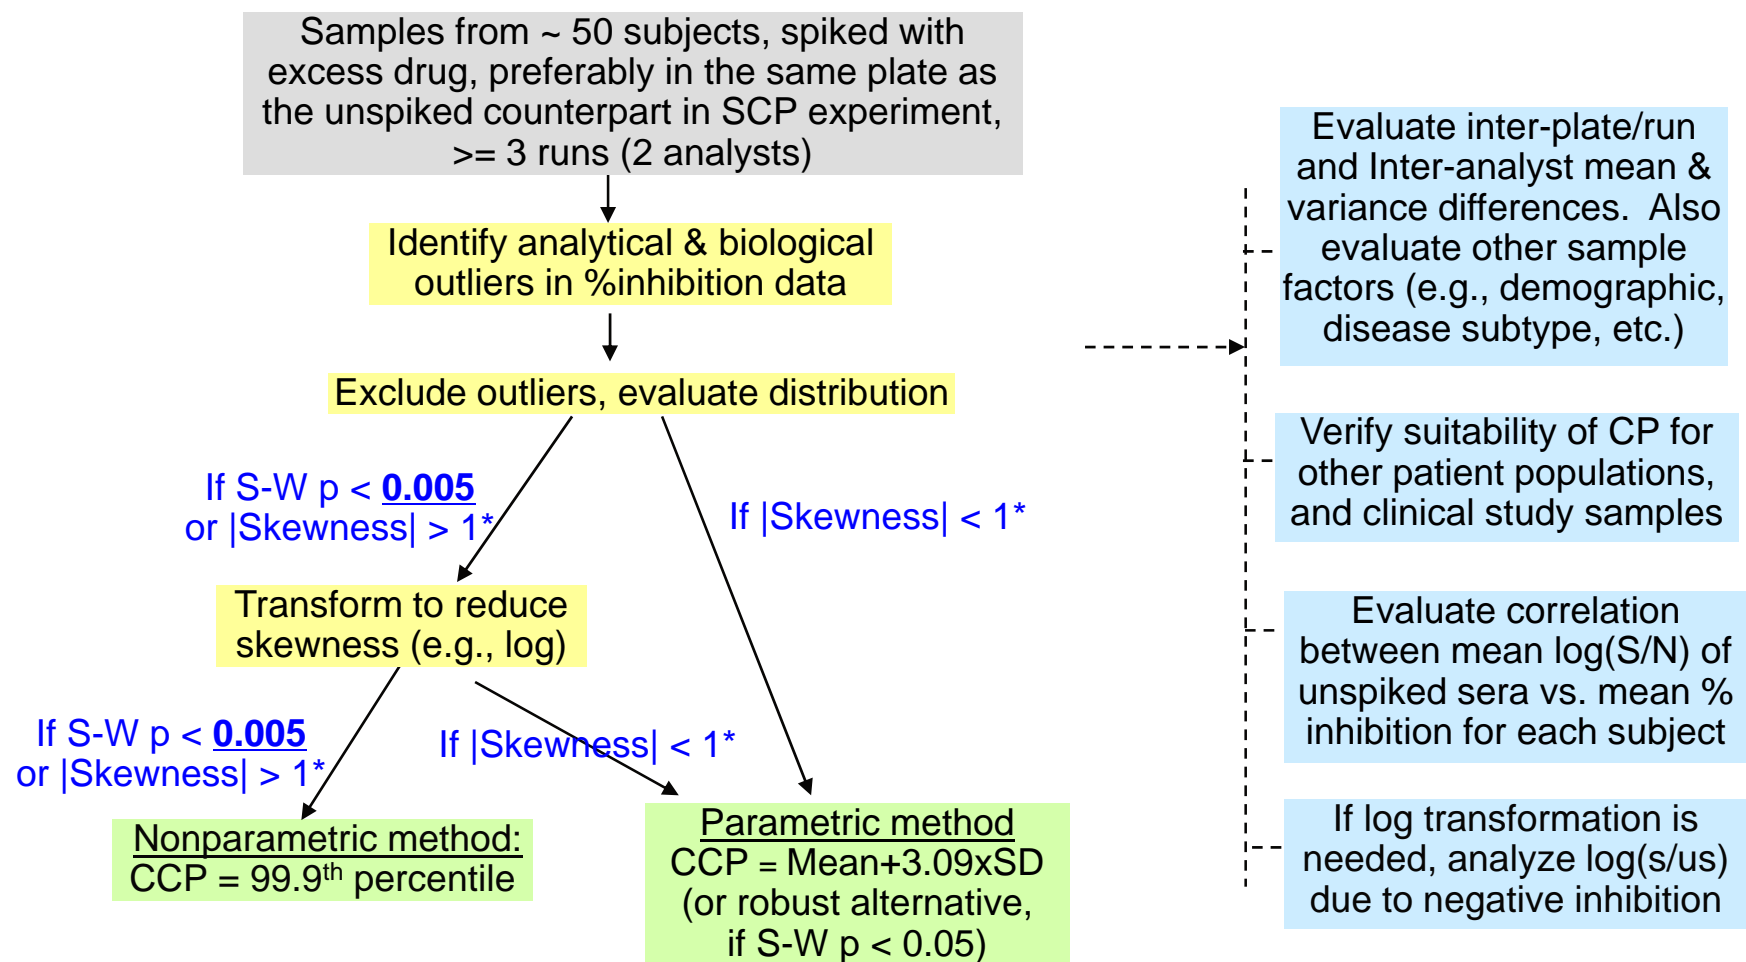 Samples from ~ 50 subjects, spiked with
excess drug, preferably in the same plate as
the unspiked counterpart in SCP experiment,
>= 3 runs (2 analysts)
Identify analytical & biological
outliers in %inhibition data
Exclude outliers, evaluate distribution
If S-W p < 0.005
or |Skewness| > 1*
If |Skewness| < 1*
Transform to reduce
skewness (e.g., log)
If S-W p < 0.005
or |Skewness| > 1*
If |Skewness| < 1*
Nonparametric method:
CCP = 99.9th percentile
Parametric method
CCP = Mean+3.09xSD
(or robust alternative,
if S-W p < 0.05)
Evaluate inter-plate/run
and Inter-analyst mean &
variance differences. Also
evaluate other sample
factors (e.g., demographic,
disease subtype, etc.)
Verify suitability of CP for
other patient populations,
and clinical study samples
Evaluate correlation
between mean log(S/N) of
unspiked sera vs. mean %
inhibition for each subject
If log transformation is
needed, analyze log(s/us)
due to negative inhibition